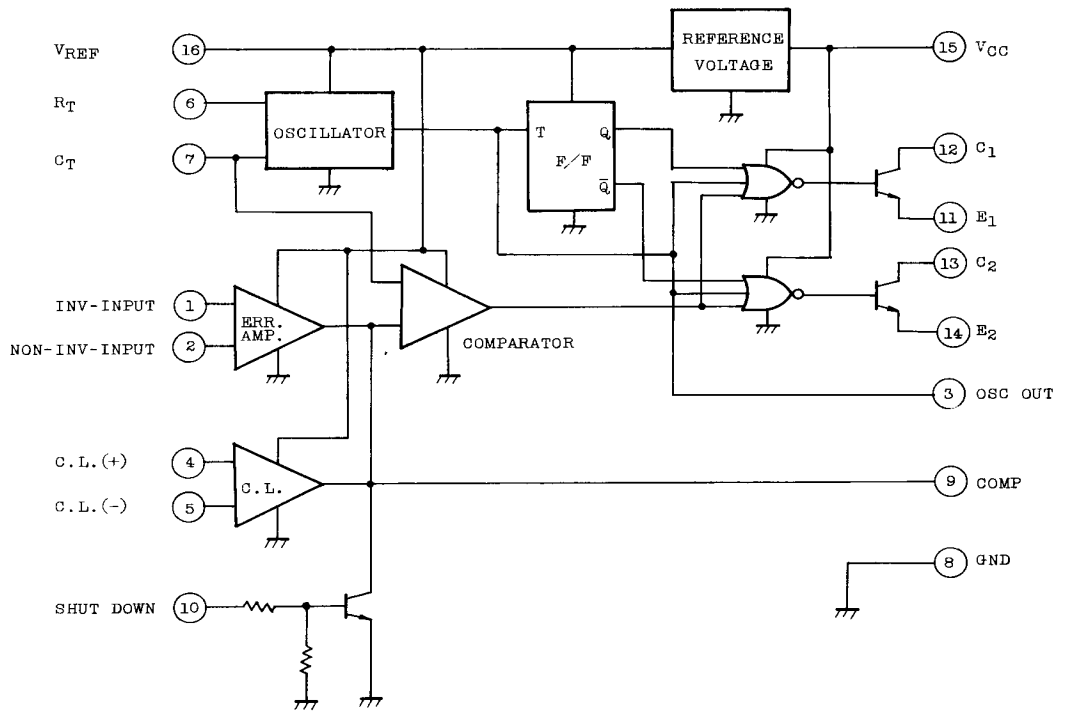 VREF 16
REFERENCE
VOLTAGE
15 VCC
RT 6
OSCILLATOR
CT 7
T Q
F/F
Q̅
12 C1
11 E1
13 C2
14 E2
INV-INPUT 1
NON-INV-INPUT 2
ERR.
AMP.
COMPARATOR
3 OSC OUT
C.L.(+) 4
C.L.(-) 5
C.L.
9 COMP
8 GND
SHUT DOWN 10